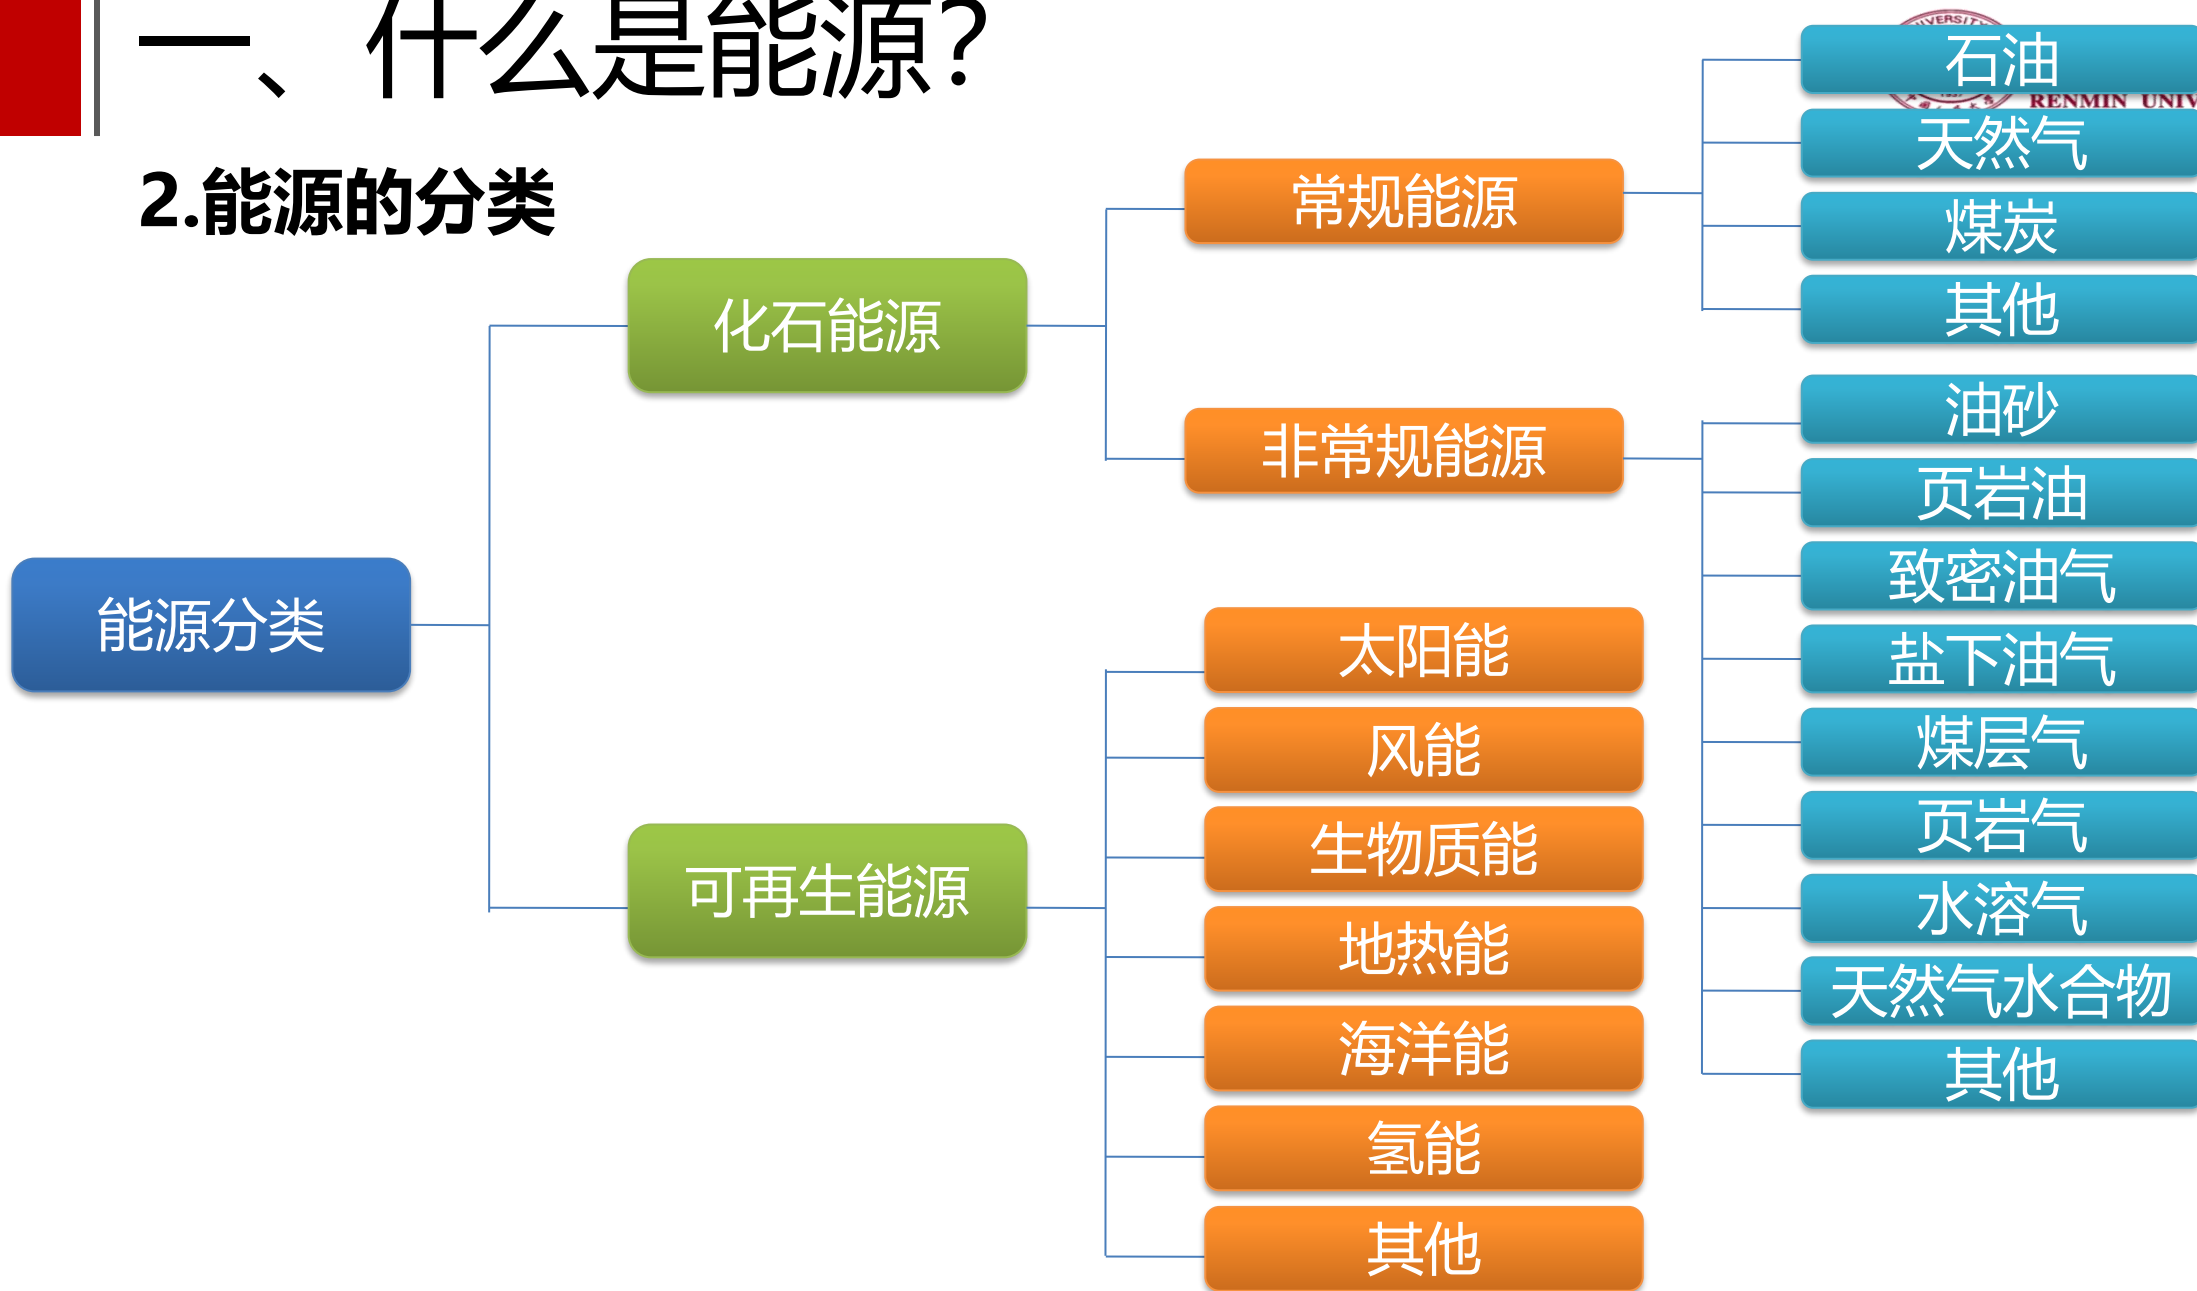 一、什么是能源？
2.能源的分类
能源分类
化石能源
可再生能源
常规能源
非常规能源
太阳能
风能
生物质能
地热能
海洋能
氢能
其他
石油
天然气
煤炭
其他
油砂
页岩油
致密油气
盐下油气
煤层气
页岩气
水溶气
天然气水合物
其他
RENMIN UNIV